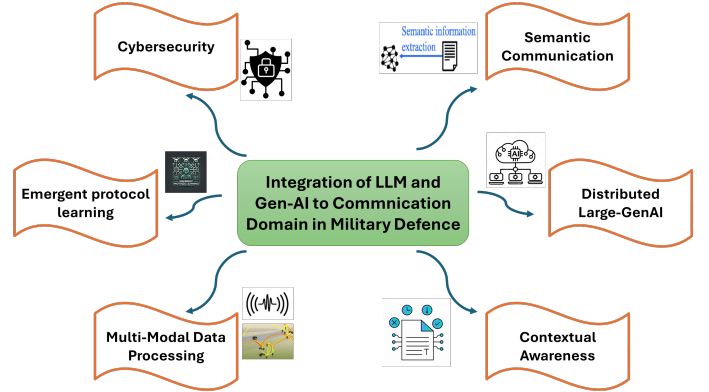 Cybersecurity
Semantic information
extraction
Semantic
Communication
Emergent protocol
learning
Integration of LLM and
Gen-AI to Commnication
Domain in Military Defence
AI
Distributed
Large-GenAI
Multi-Modal Data
Processing
T
Contextual
Awareness